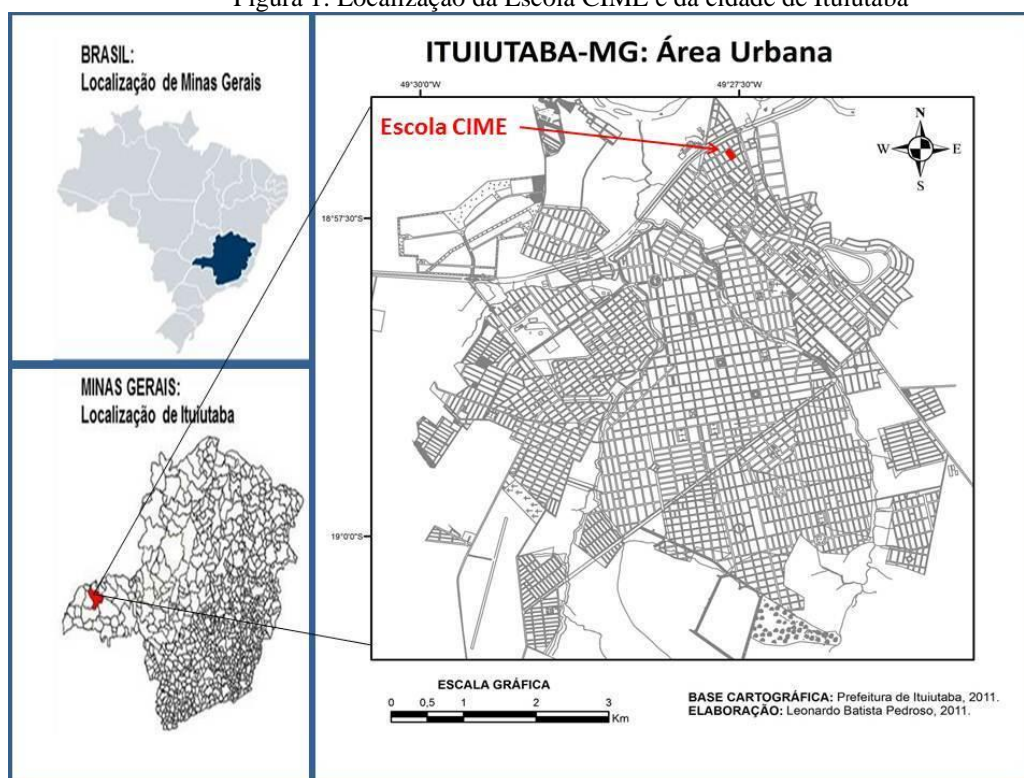 Figura 1: Localização da Escola CIME e da cidade de Ituiutaba
BRASIL:
Localização de Minas Gerais
MINAS GERAIS:
Localização de Ituiutaba
ITUIUTABA-MG: Área Urbana
49°30'0"W
49°27'30"W
Escola CIME
N
W
E
S
18°57'30"S
19°0'0"S
ESCALA GRÁFICA
0 0,5 1 2 3
Km
BASE CARTOGRÁFICA: Prefeitura de Ituiutaba, 2011.
ELABORAÇÃO: Leonardo Batista Pedroso, 2011.